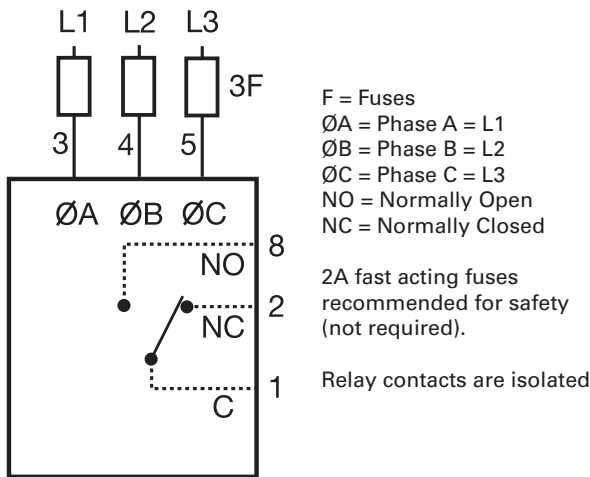 L1 L2 L3
3F
3 4 5
ØA ØB ØC
8
NO
2
NC
1
C
F = Fuses
ØA = Phase A = L1
ØB = Phase B = L2
ØC = Phase C = L3
NO = Normally Open
NC = Normally Closed
2A fast acting fuses
recommended for safety
(not required).
Relay contacts are isolated